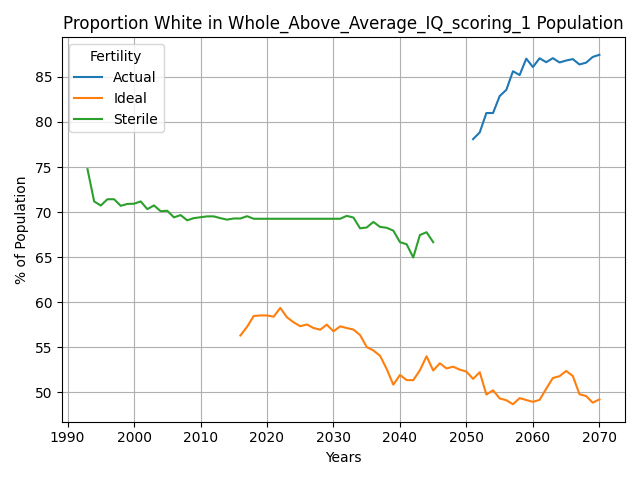 Proportion White in Whole_Above_Average_IQ_scoring_1 Population
Fertility
Actual
Ideal
Sterile
% of Population
85
80
75
70
65
60
55
50
1990 2000 2010 2020 2030 2040 2050 2060 2070
Years